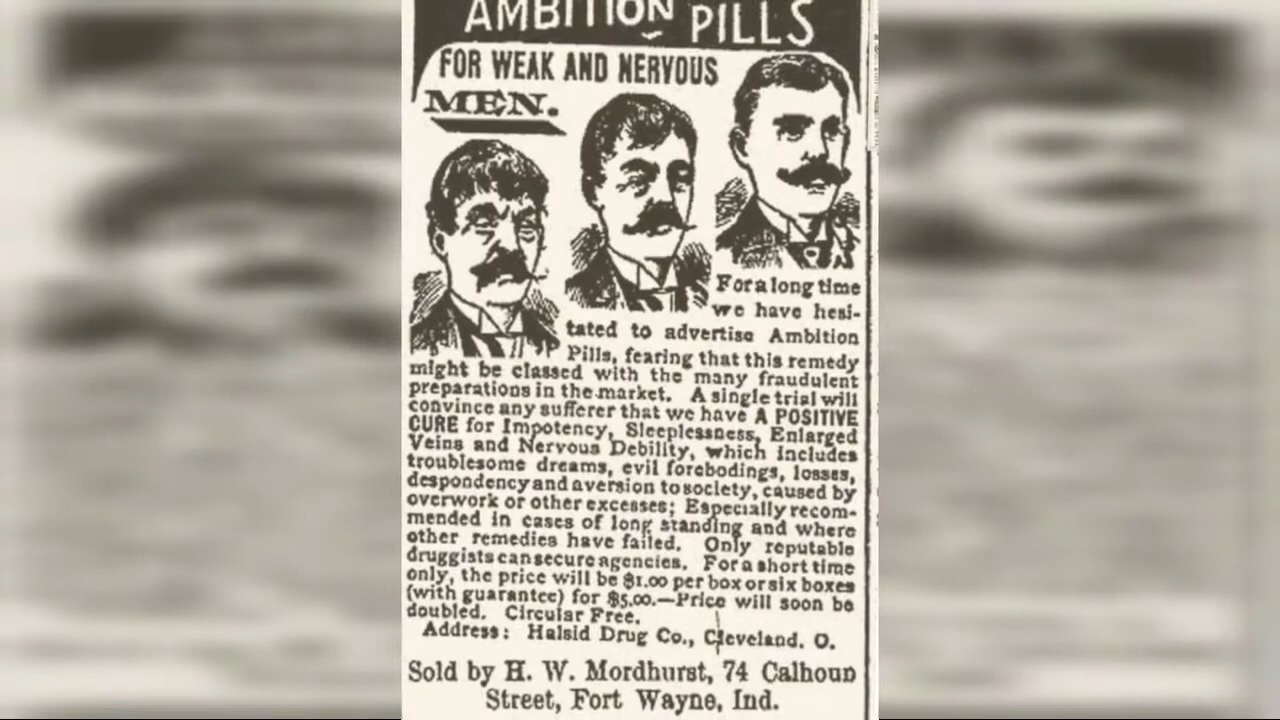 AMBITION PILLS
FOR WEAK AND NERVOUS
MEN.
For a long time
we have hesi-
tated to advertise Ambition
Pills, fearing that this remedy
might be classed with the many fraudulent
preparations in the market. A single trial will
convince any sufferer that we have A POSITIVE
CURE for Impotency, Sleeplessness, Enlarged
Veins and Nervous Debility, which includes
troublesome dreams, evil forebodings, losses,
despondency and aversion to society, caused by
overwork or other excesses; Especially recom-
mended in cases of long standing and where
other remedies have failed. Only reputable
druggists can secure agencies. For a short time
only, the price will be $1.00 per box or six boxes
(with guarantee) for $5.00.—Price will soon be
doubled. Circular Free.
Address: Halsid Drug Co., Cleveland. O.
Sold by H. W. Mordhurst, 74 Calhoun
Street, Fort Wayne, Ind.